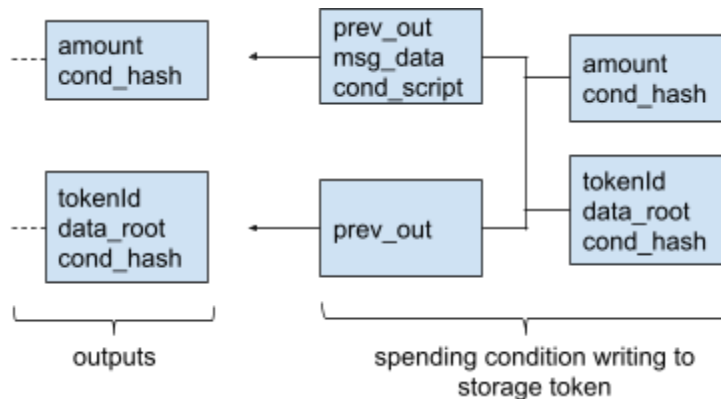 amount
cond_hash
prev_out
msg_data
cond_script
amount
cond_hash
tokenId
data_root
cond_hash
prev_out
tokenId
data_root
cond_hash
outputs
spending condition writing to
storage token